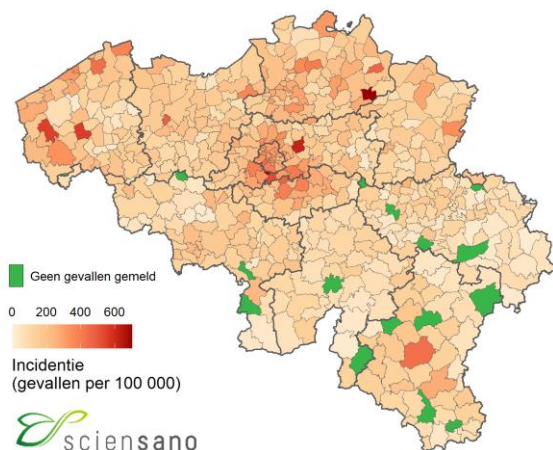 Geen gevallen gemeld
0 200 400 600
Incidentie
(gevallen per 100 000)
sciensano